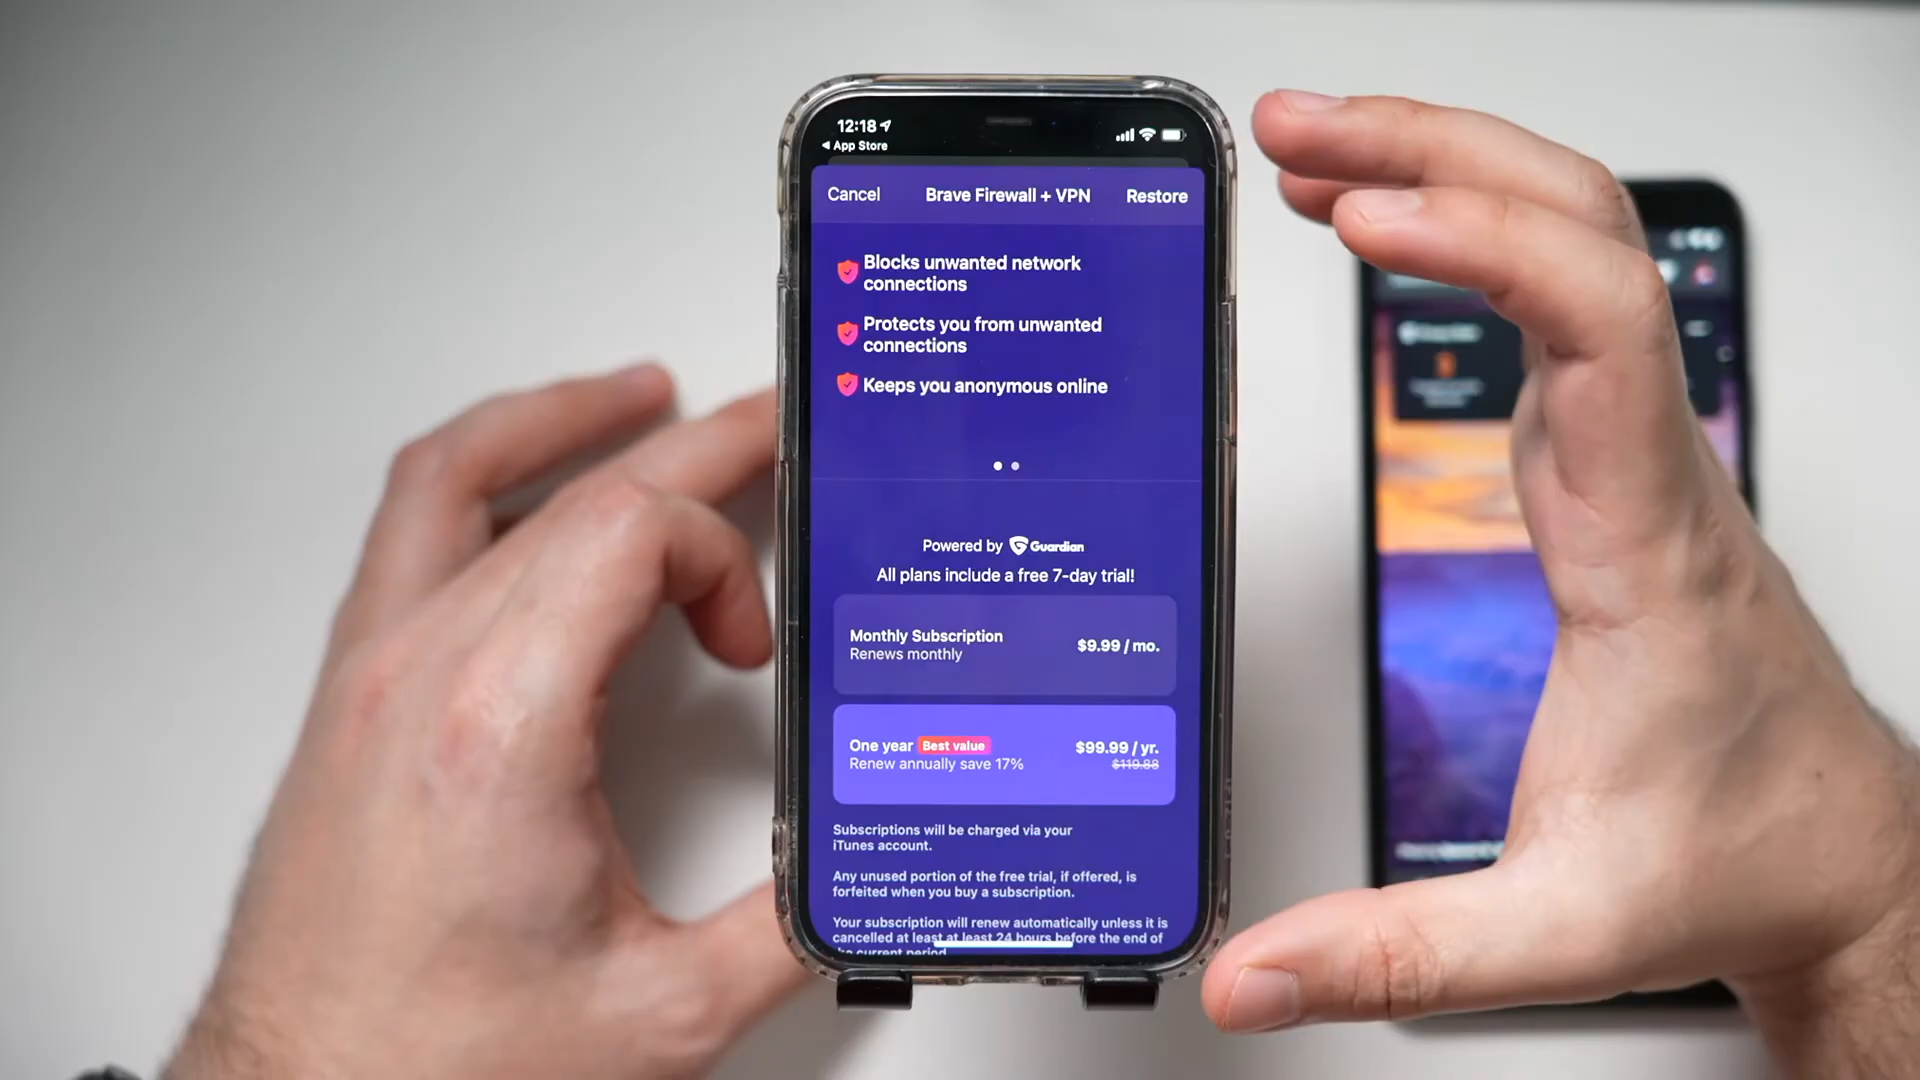 12:18
App Store
Cancel
Brave Firewall + VPN
Restore
Blocks unwanted network
connections
Protects you from unwanted
connections
Keeps you anonymous online
Powered by Guardian
All plans include a free 7-day trial!
Monthly Subscription
Renews monthly
$9.99 / mo.
One year Best value
Renew annually save 17%
$99.99 / yr.
$119.88
Subscriptions will be charged via your
iTunes account.
Any unused portion of the free trial, if offered, is
forfeited when you buy a subscription.
Your subscription will renew automatically unless it is
cancelled at least at least 24 hours before the end of
the current period